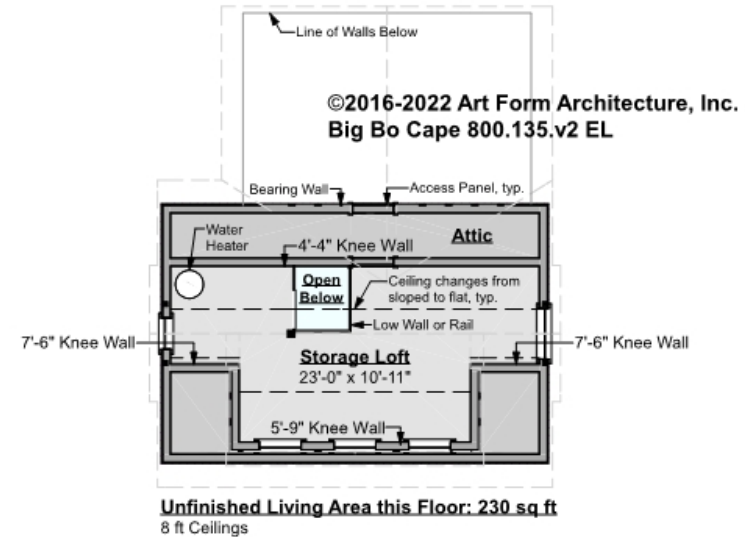 Line of Walls Below
©2016-2022 Art Form Architecture, Inc.
Big Bo Cape 800.135.v2 EL
Bearing Wall
Access Panel, typ.
Water
Heater
Attic
4'-4" Knee Wall
Open
Below
Ceiling changes from
sloped to flat, typ.
Low Wall or Rail
7'-6" Knee Wall
7'-6" Knee Wall
Storage Loft
23'-0" x 10'-11"
5'-9" Knee Wall
Unfinished Living Area this Floor: 230 sq ft
8 ft Ceilings